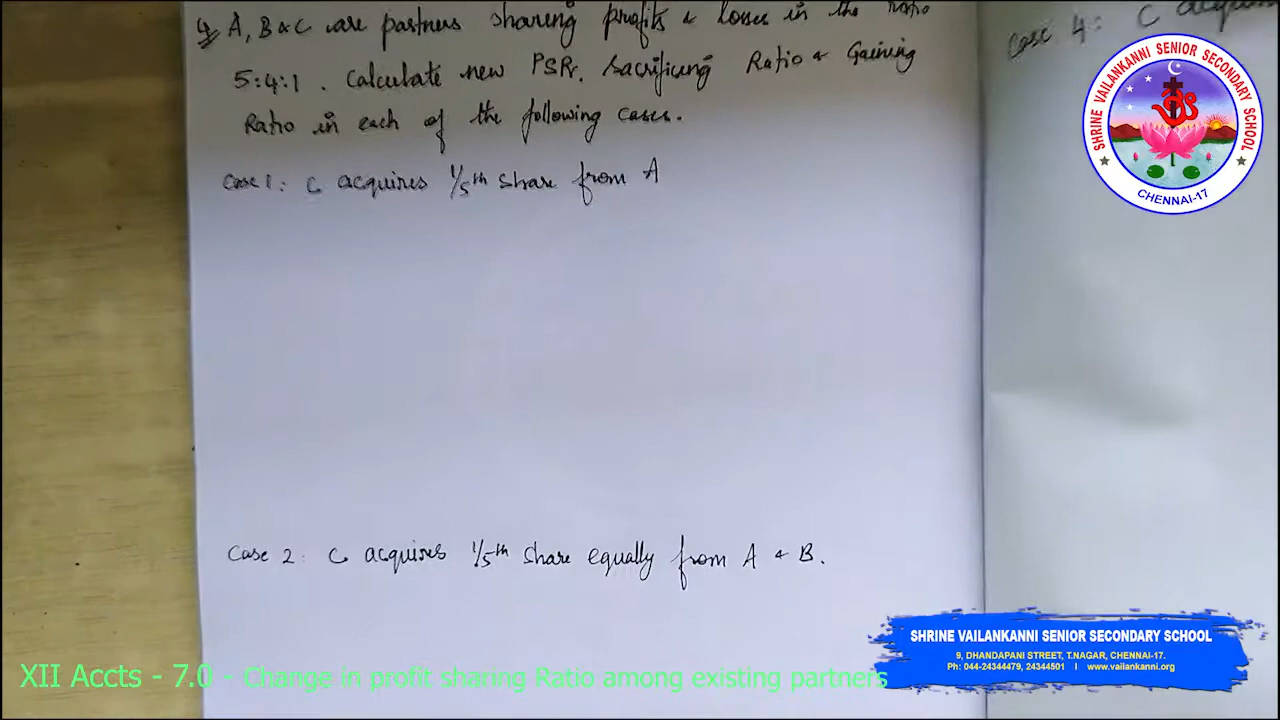 Q A, B & C are partners sharing profits & losses in the ratio
5:4:1. Calculate new PSR, Sacrificing Ratio & Gaining
Ratio in each of the following cases.
Case 1: C acquires 1/5th share from A
Case 2: C acquires 1/5th share equally from A & B.
Case 4: C
SHRINE VAILANKANNI SENIOR SECONDARY SCHOOL
CHENNAI-17
SHRINE VAILANKANNI SENIOR SECONDARY SCHOOL
9, DHANDAPANI STREET, T.NAGAR, CHENNAI-17.
Ph: 044-24344479, 24344501 I www.vailankanni.org
XII Accts - 7.0 - Change in profit sharing Ratio among existing partners